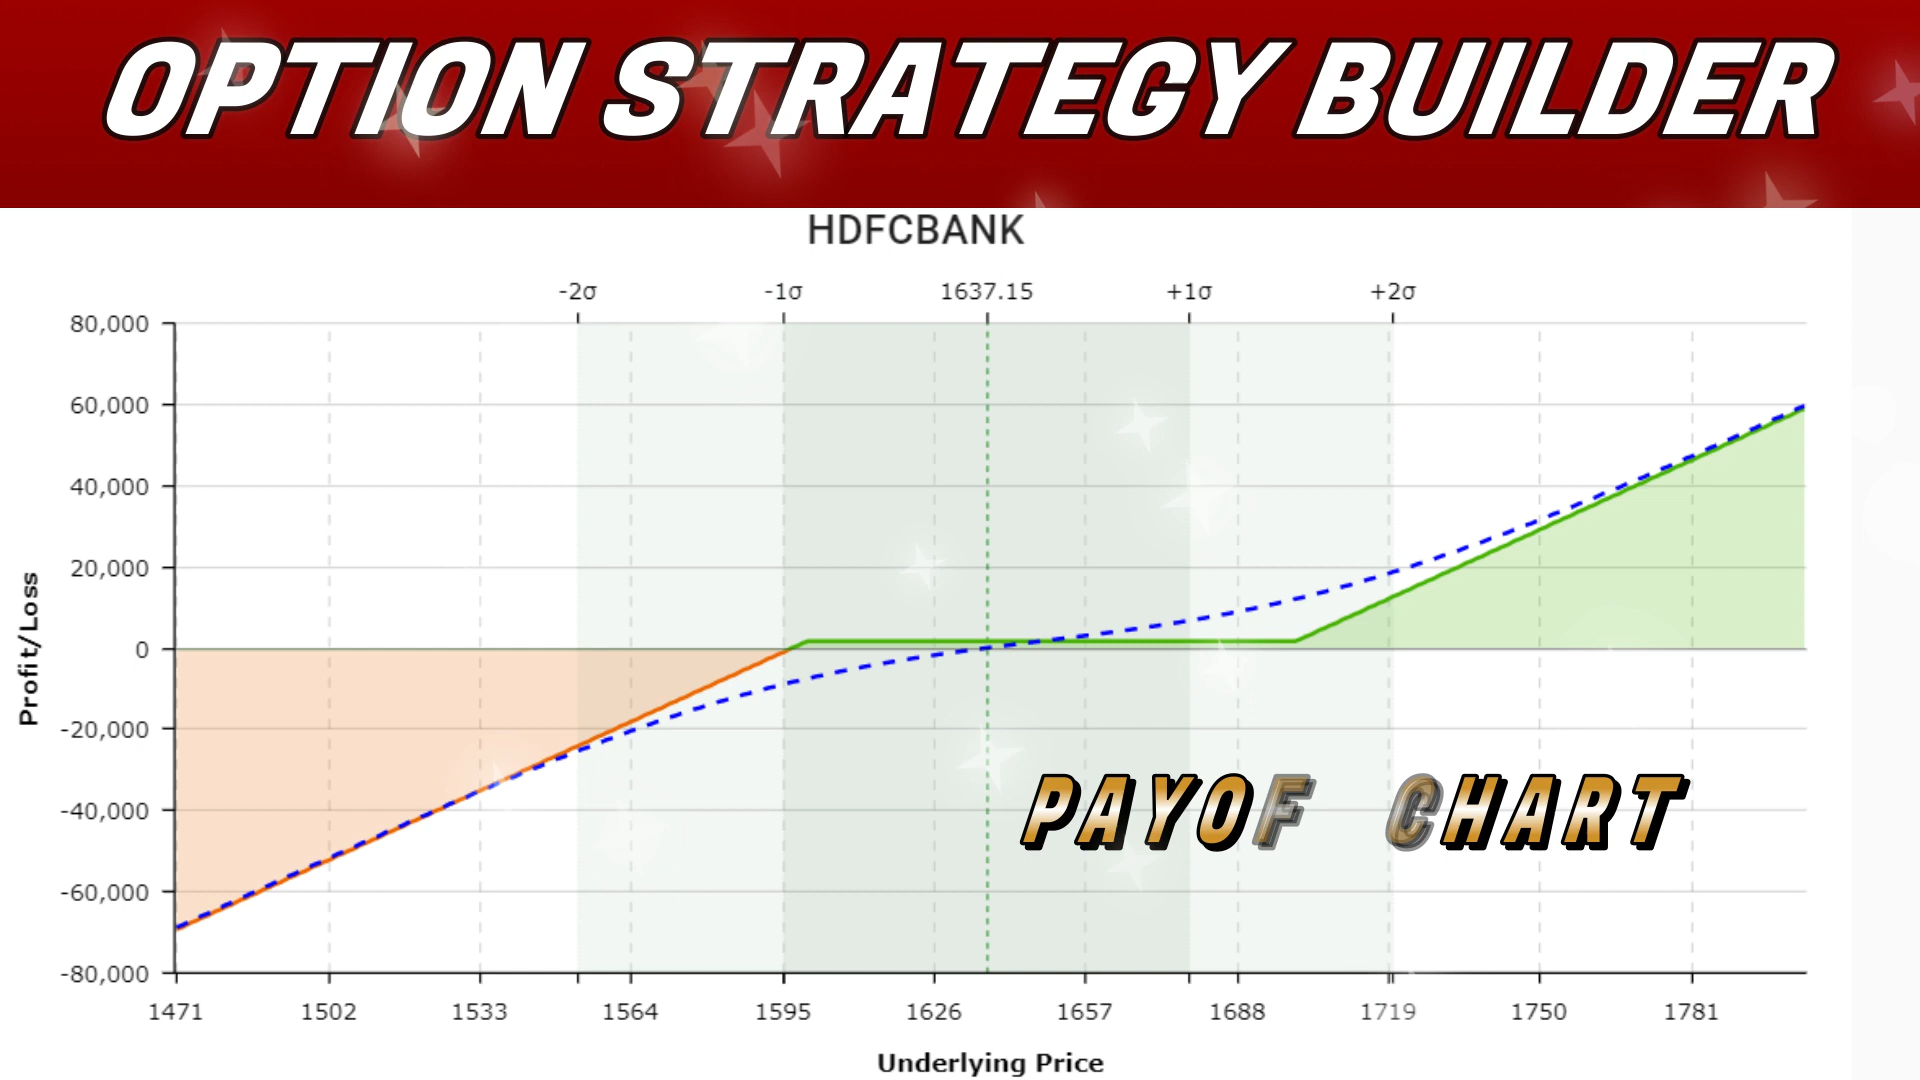 OPTION STRATEGY BUILDER
HDFCBANK
-2σ -1σ 1637.15 +1σ +2σ
80,000
60,000
40,000
20,000
0
-20,000
-40,000
-60,000
-80,000
Profit/Loss
PAYOF CHART
1471 1502 1533 1564 1595 1626 1657 1688 1719 1750 1781
Underlying Price